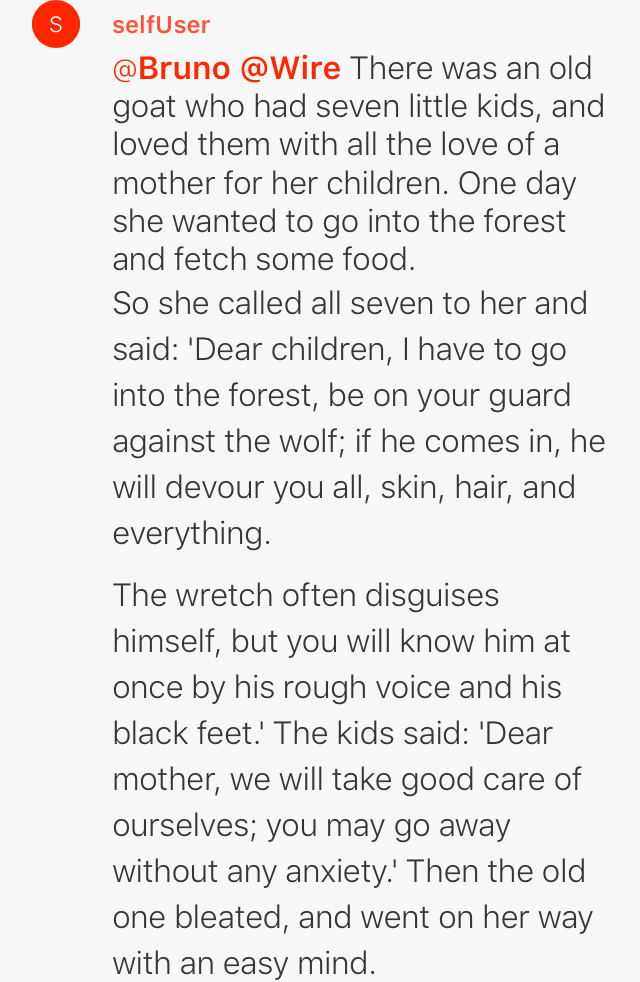 S
selfUser
@Bruno @Wire There was an old
goat who had seven little kids, and
loved them with all the love of a
mother for her children. One day
she wanted to go into the forest
and fetch some food.
So she called all seven to her and
said: 'Dear children, I have to go
into the forest, be on your guard
against the wolf; if he comes in, he
will devour you all, skin, hair, and
everything.
The wretch often disguises
himself, but you will know him at
once by his rough voice and his
black feet.' The kids said: 'Dear
mother, we will take good care of
ourselves; you may go away
without any anxiety.' Then the old
one bleated, and went on her way
with an easy mind.